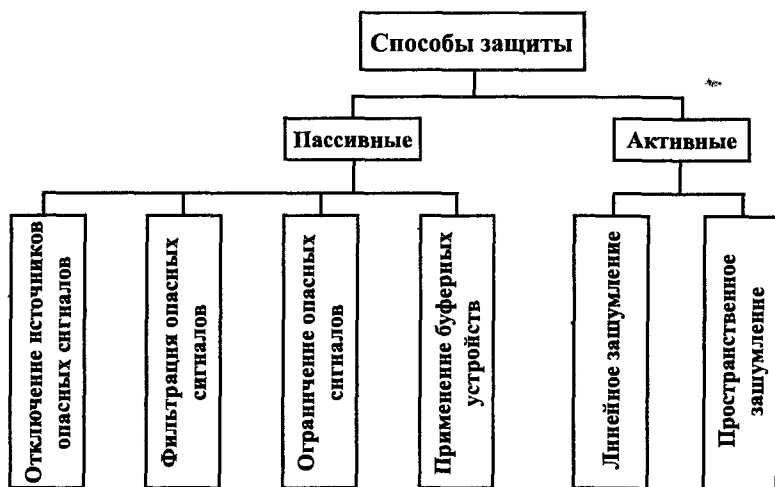 Способы защиты
Пассивные
Активные
Отключение источников
опасных сигналов
Фильтрация опасных
сигналов
Ограничение опасных
сигналов
Применение буферных
устройств
Линейное зашумление
Пространственное
зашумление